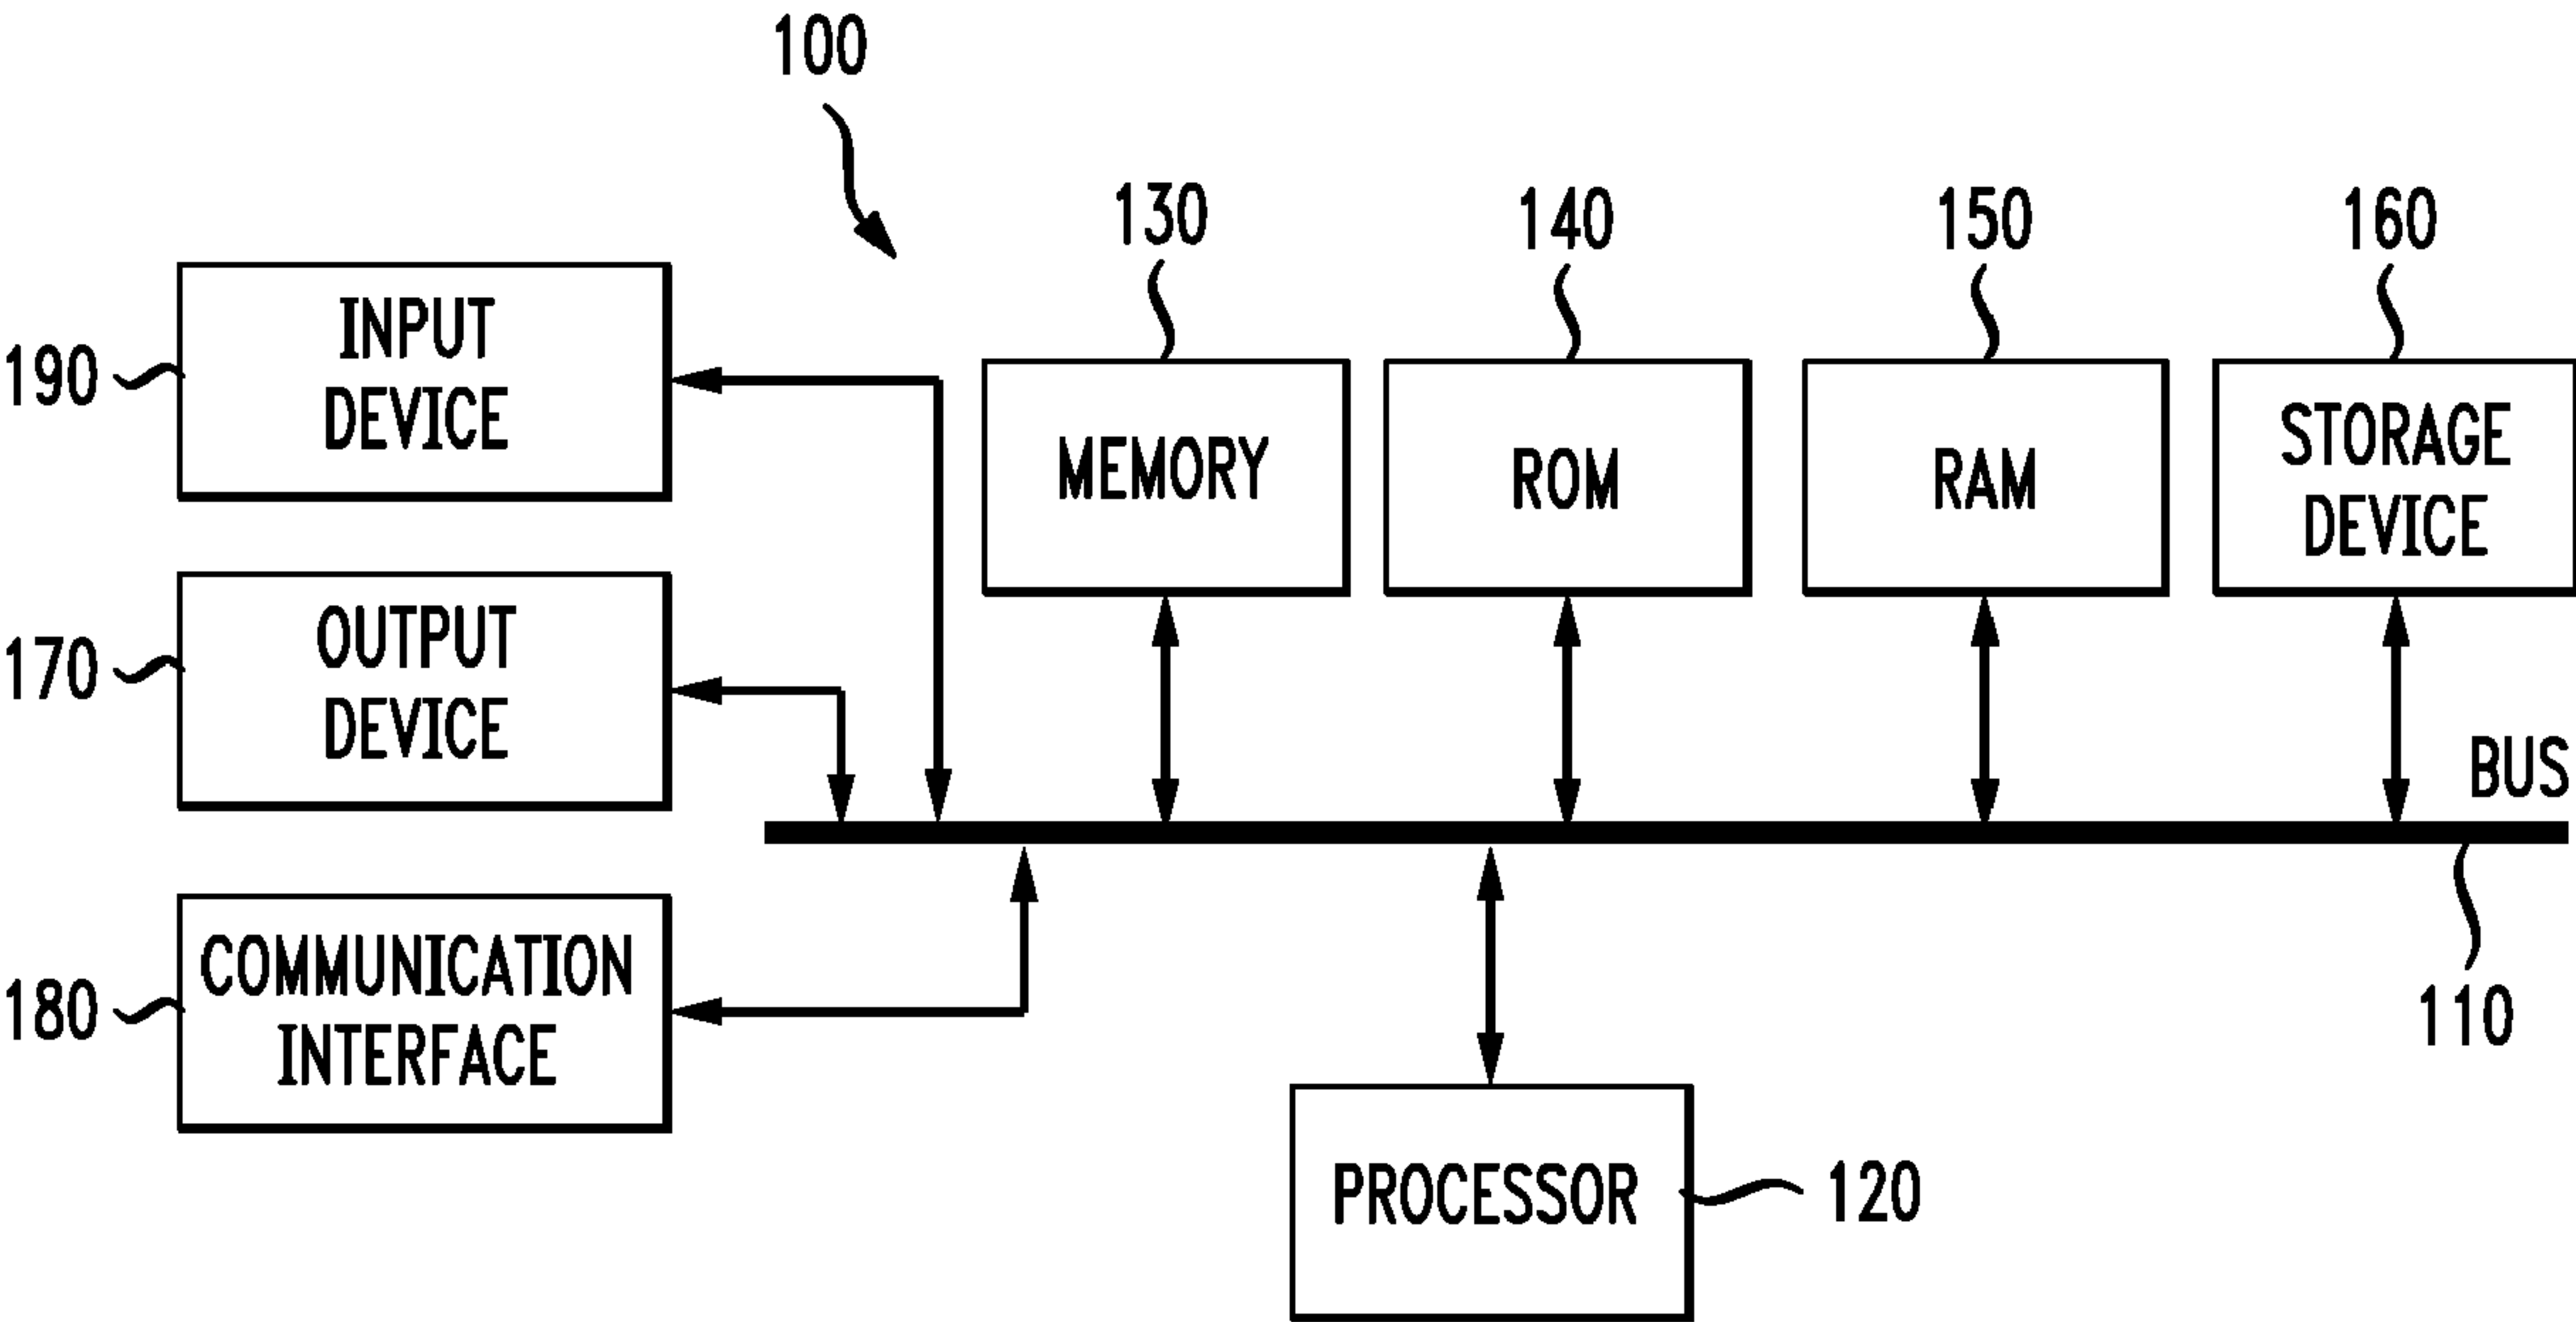 100
130
140
150
160
190
INPUT
DEVICE
MEMORY
ROM
RAM
STORAGE
DEVICE
170
OUTPUT
DEVICE
BUS
180
COMMUNICATION
INTERFACE
110
PROCESSOR
120